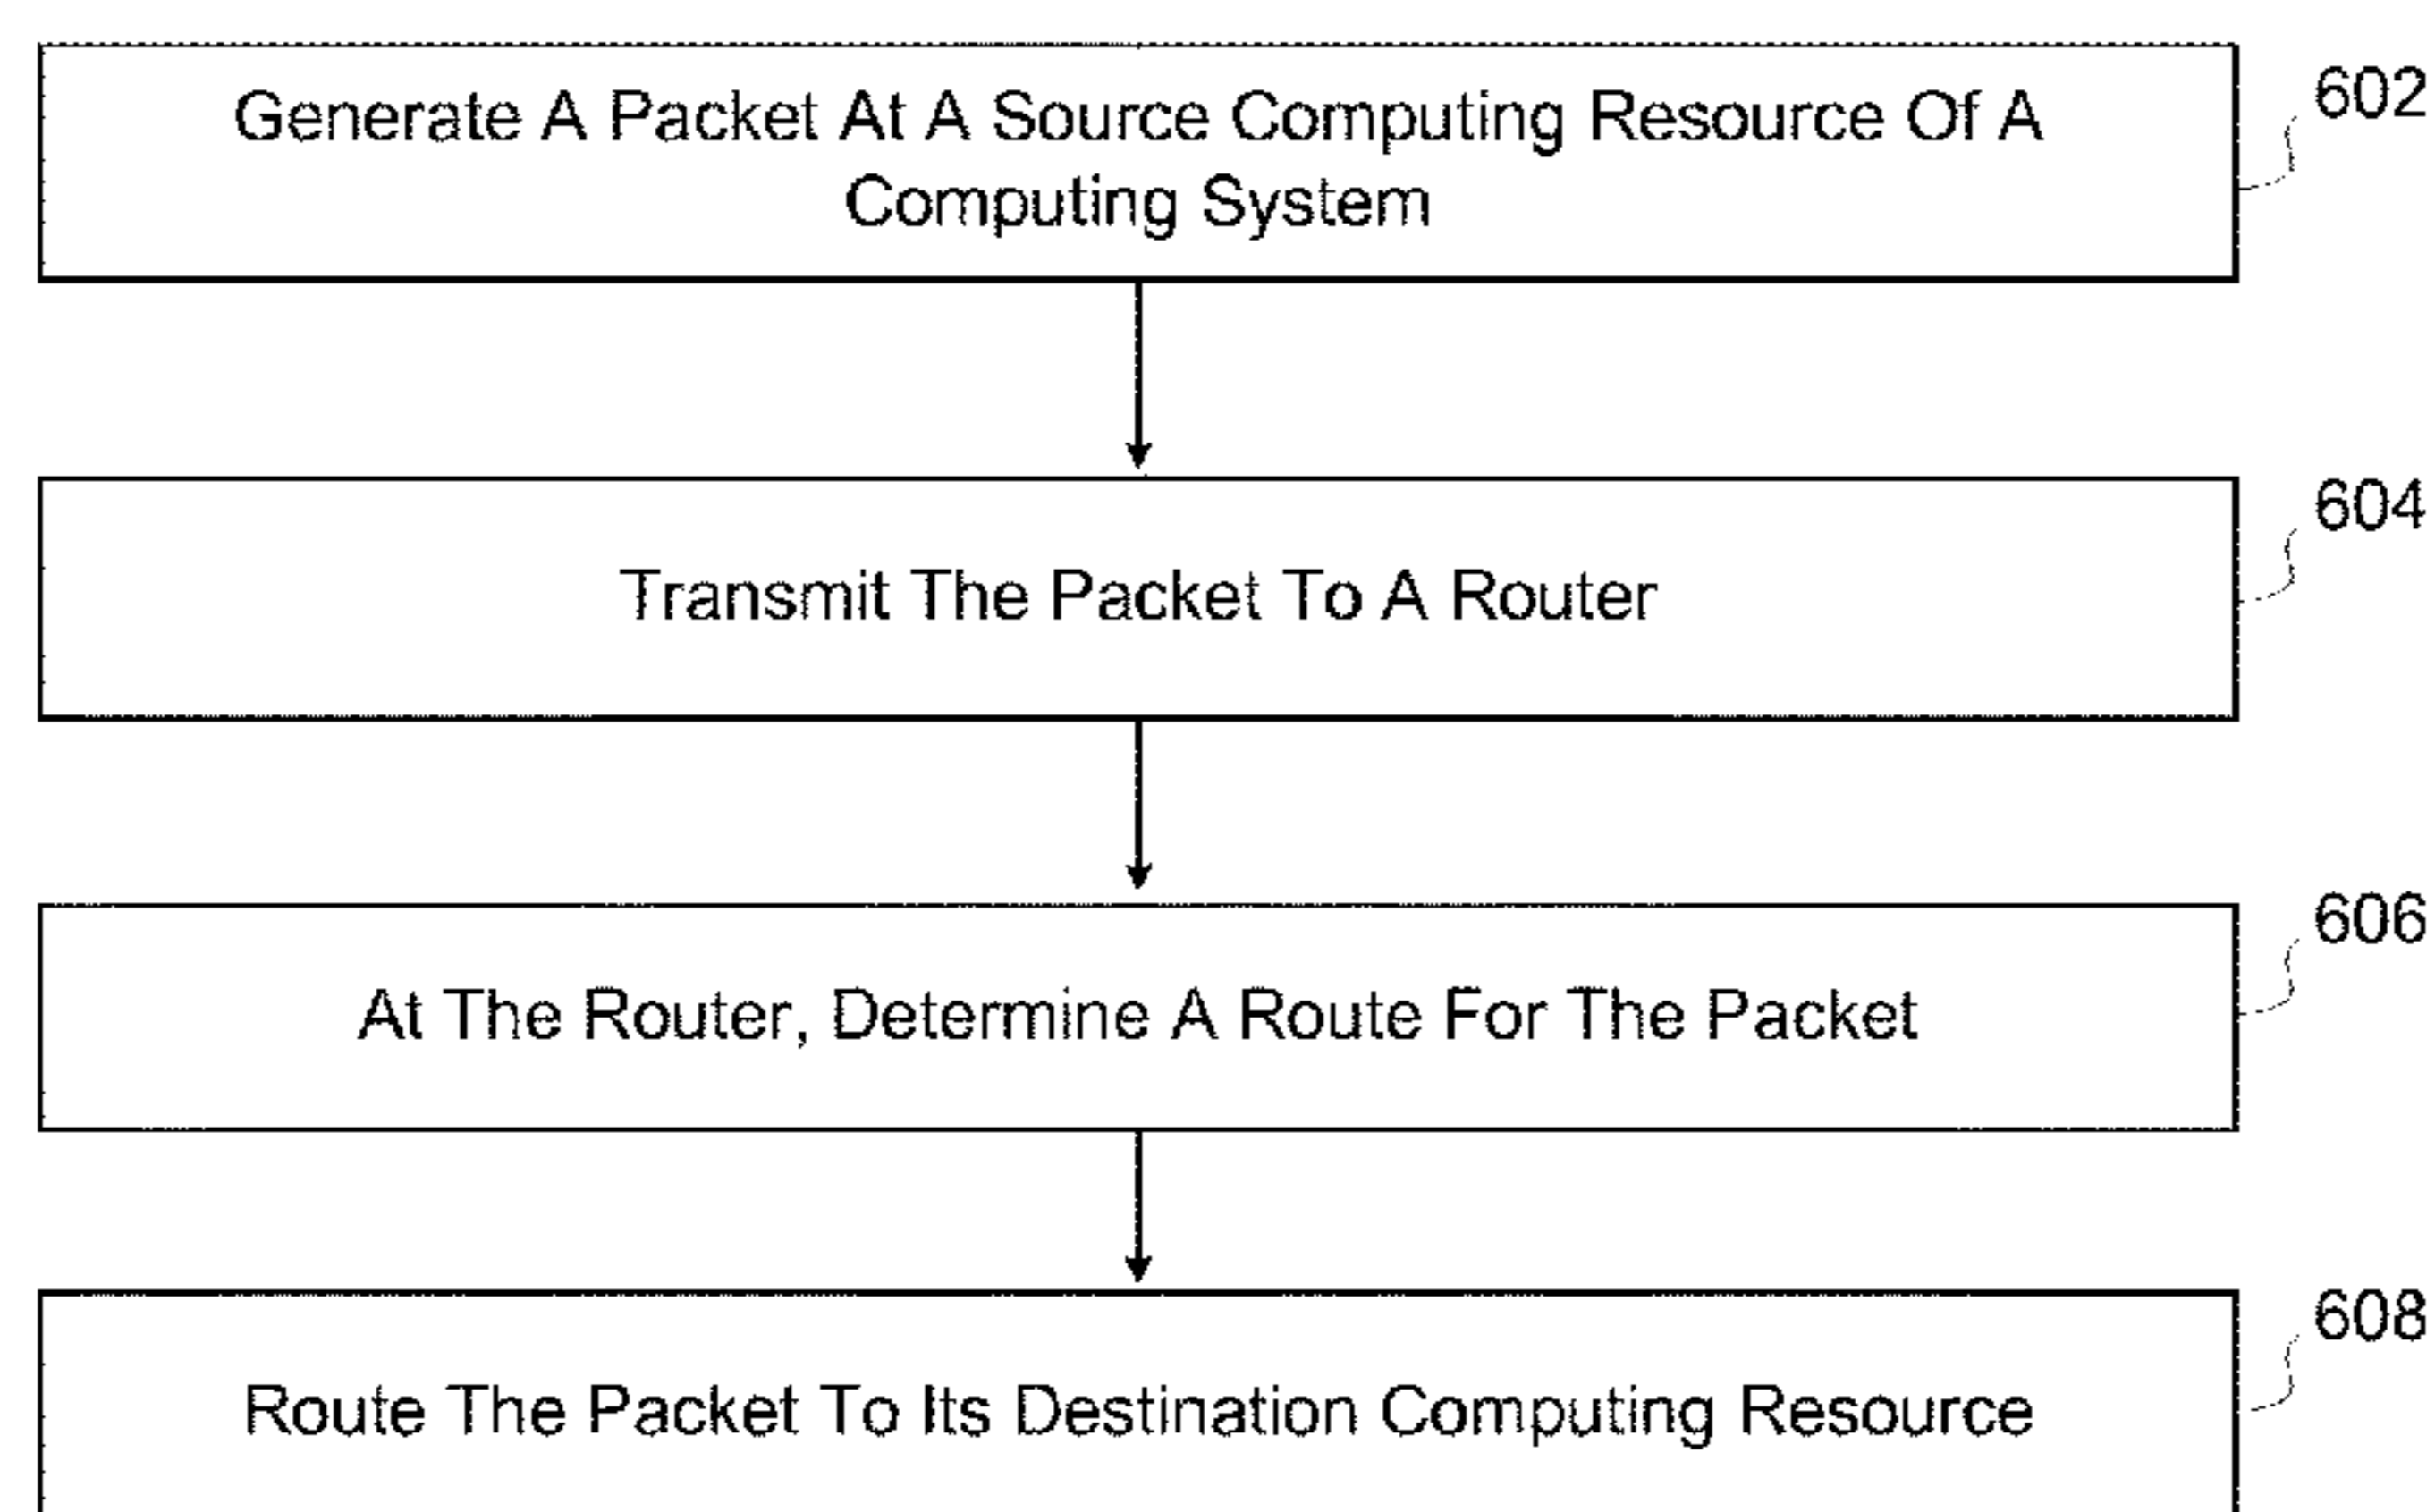 602
Generate A Packet At A Source Computing Resource Of A
Computing System
604
Transmit The Packet To A Router
606
At The Router, Determine A Route For The Packet
608
Route The Packet To Its Destination Computing Resource